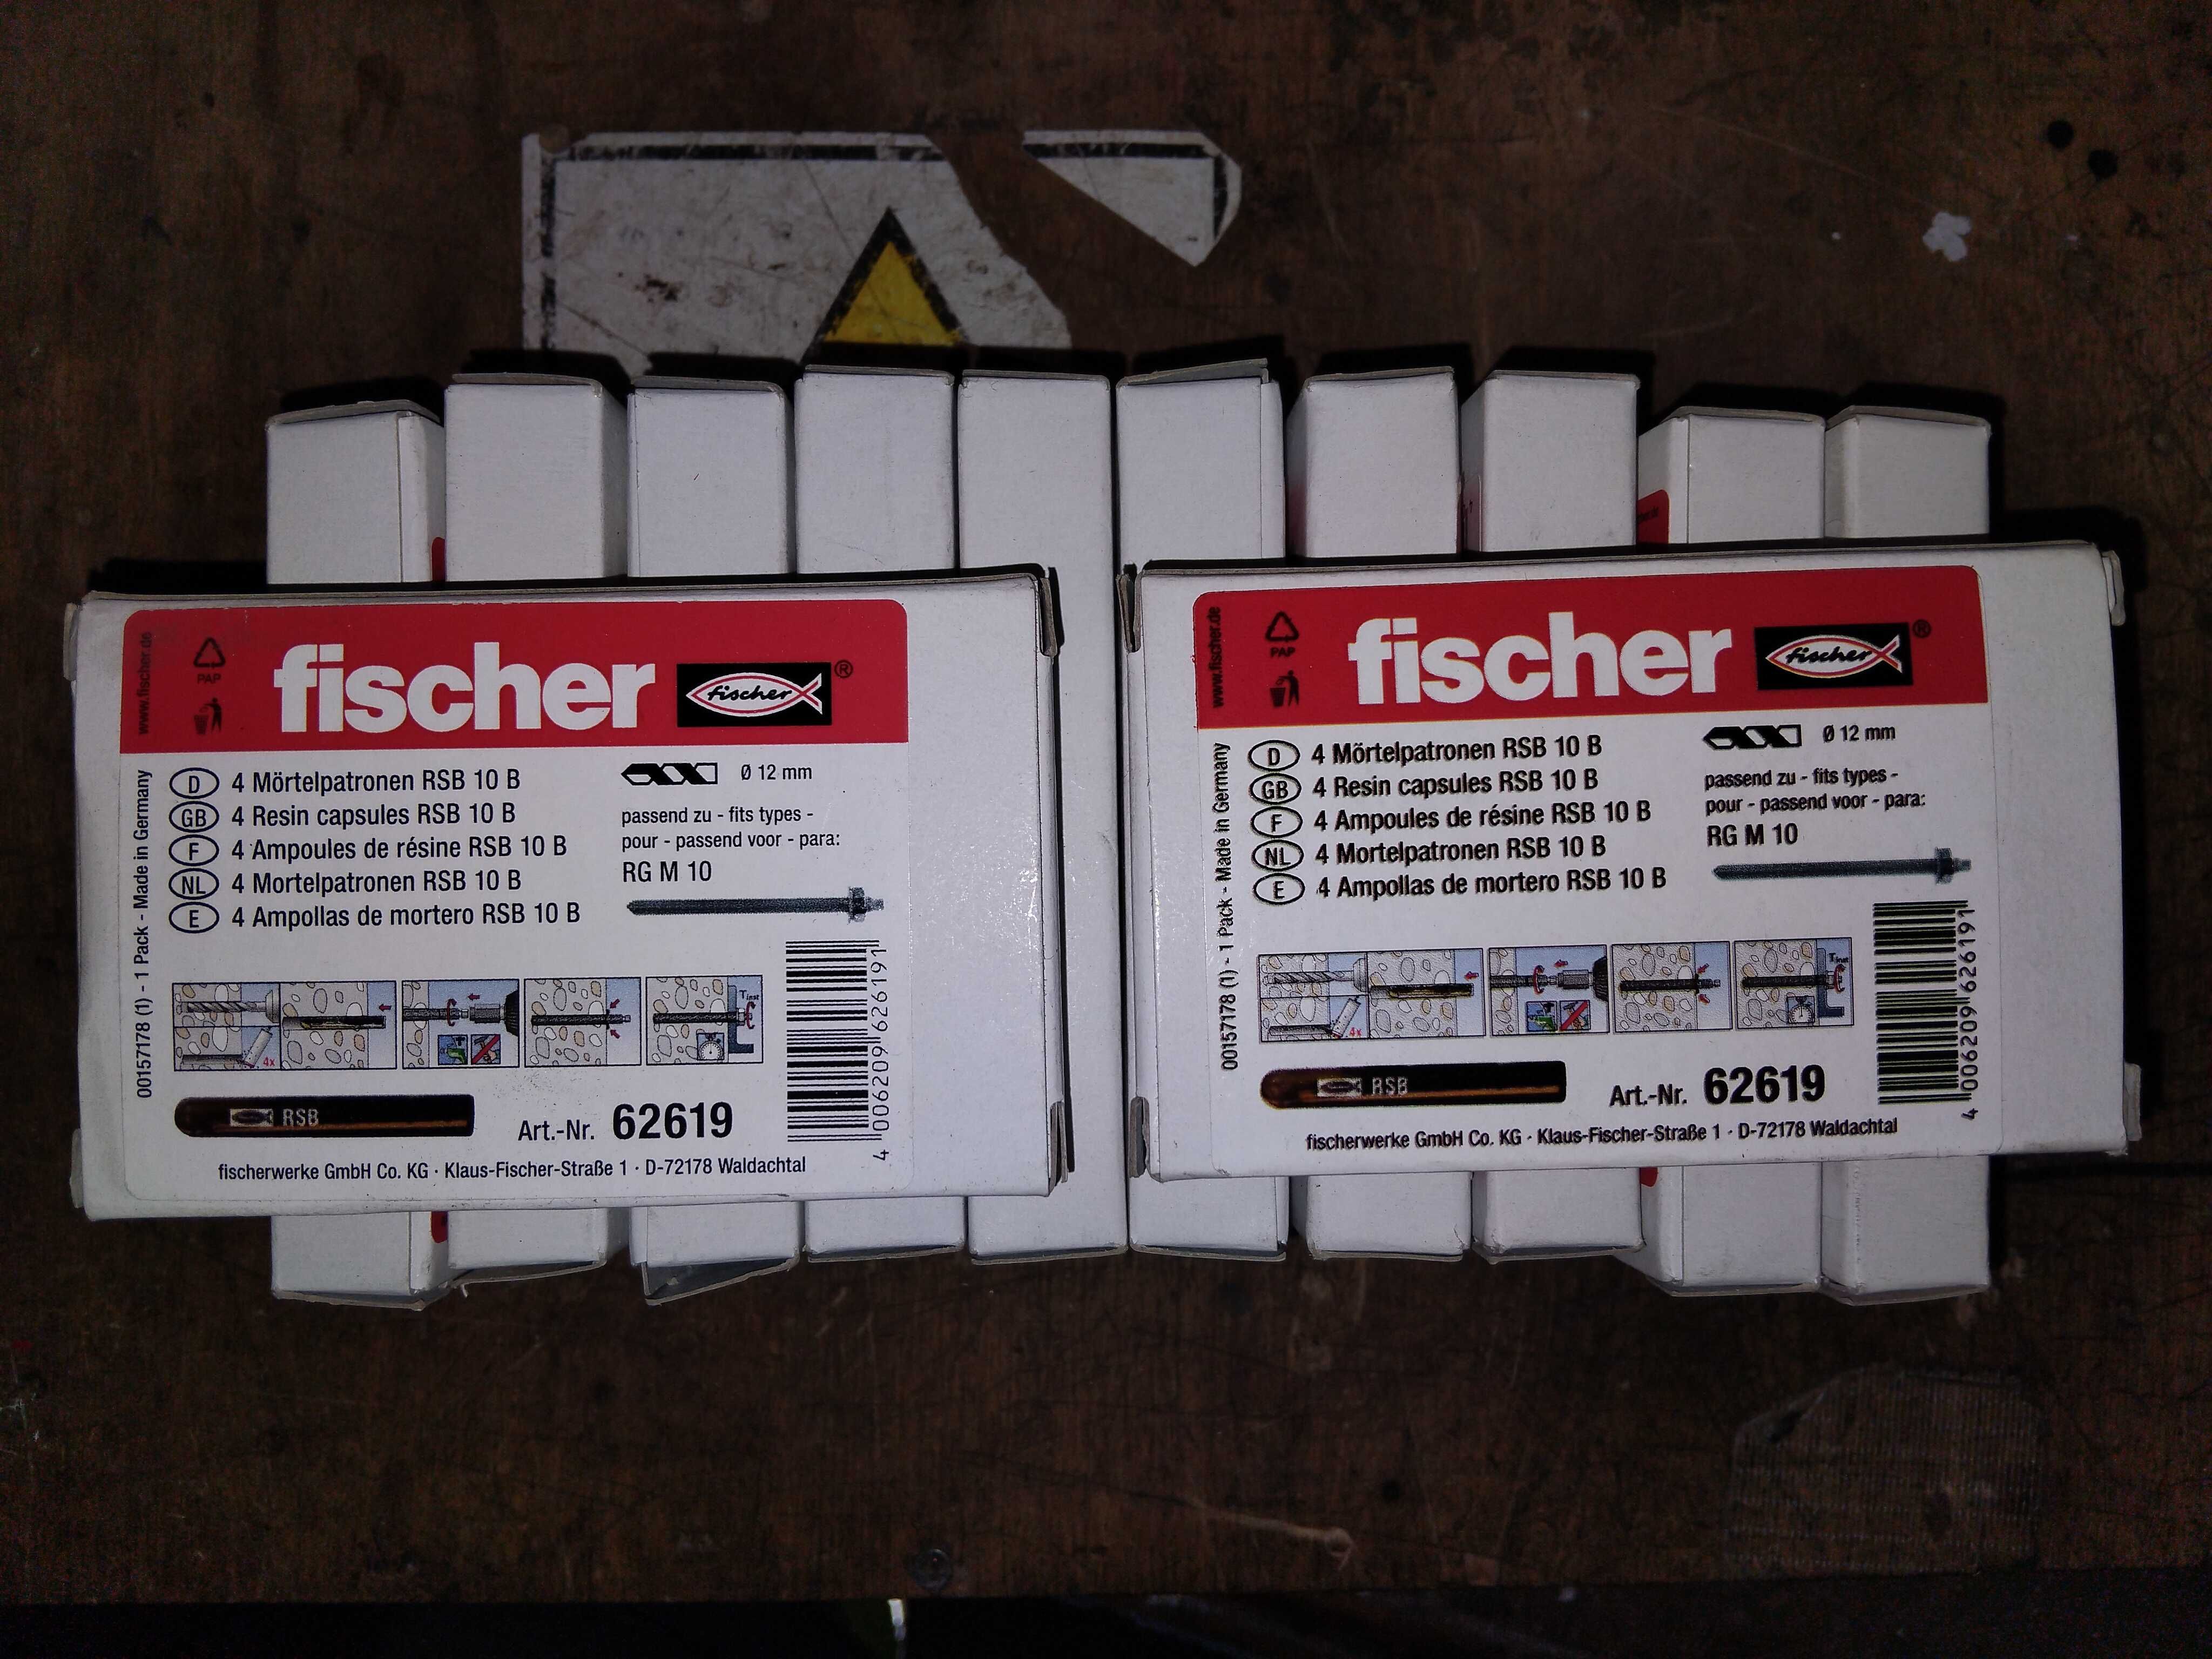 www.fischer.de
PAP
fischer fischer ®
00157178 (1) - 1 Pack - Made in Germany
D 4 Mörtelpatronen RSB 10 B
GB 4 Resin capsules RSB 10 B
F 4 Ampoules de résine RSB 10 B
NL 4 Mortelpatronen RSB 10 B
E 4 Ampollas de mortero RSB 10 B
Ø 12 mm
passend zu - fits types -
pour - passend voor - para:
RG M 10
4x
Tinst
RSB
Art.-Nr. 62619
4 006209 626191
fischerwerke GmbH Co. KG · Klaus-Fischer-Straße 1 · D-72178 Waldachtal
www.fischer.de
PAP
fischer fischer ®
00157178 (1) - 1 Pack - Made in Germany
D 4 Mörtelpatronen RSB 10 B
GB 4 Resin capsules RSB 10 B
F 4 Ampoules de résine RSB 10 B
NL 4 Mortelpatronen RSB 10 B
E 4 Ampollas de mortero RSB 10 B
Ø 12 mm
passend zu - fits types -
pour - passend voor - para:
RG M 10
4x
Tinst
RSB
Art.-Nr. 62619
4 006209 626191
fischerwerke GmbH Co. KG · Klaus-Fischer-Straße 1 · D-72178 Waldachtal